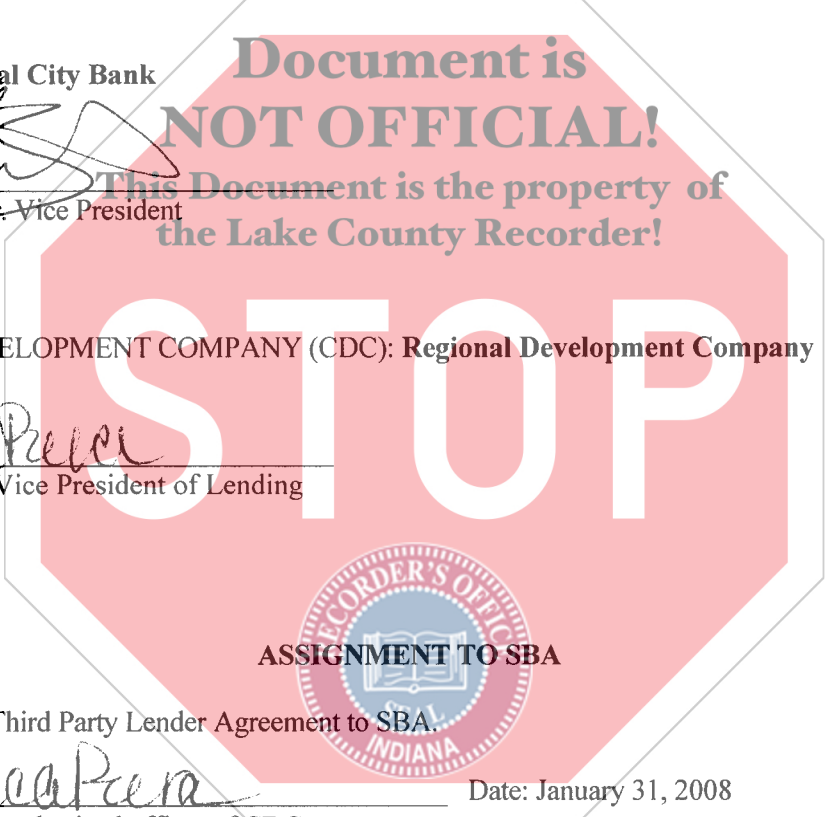 Document is
al City Bank
NOT OFFICIAL!
This Document is the property of
Vice President
the Lake County Recorder!
STOP
ELOPMENT COMPANY (CDC): Regional Development Company
Vice President of Lending
RECORDER'S OFFICE
ASSIGNMENT TO SBA
Third Party Lender Agreement to SBA.
SEAL
INDIANA
Date: January 31, 2008